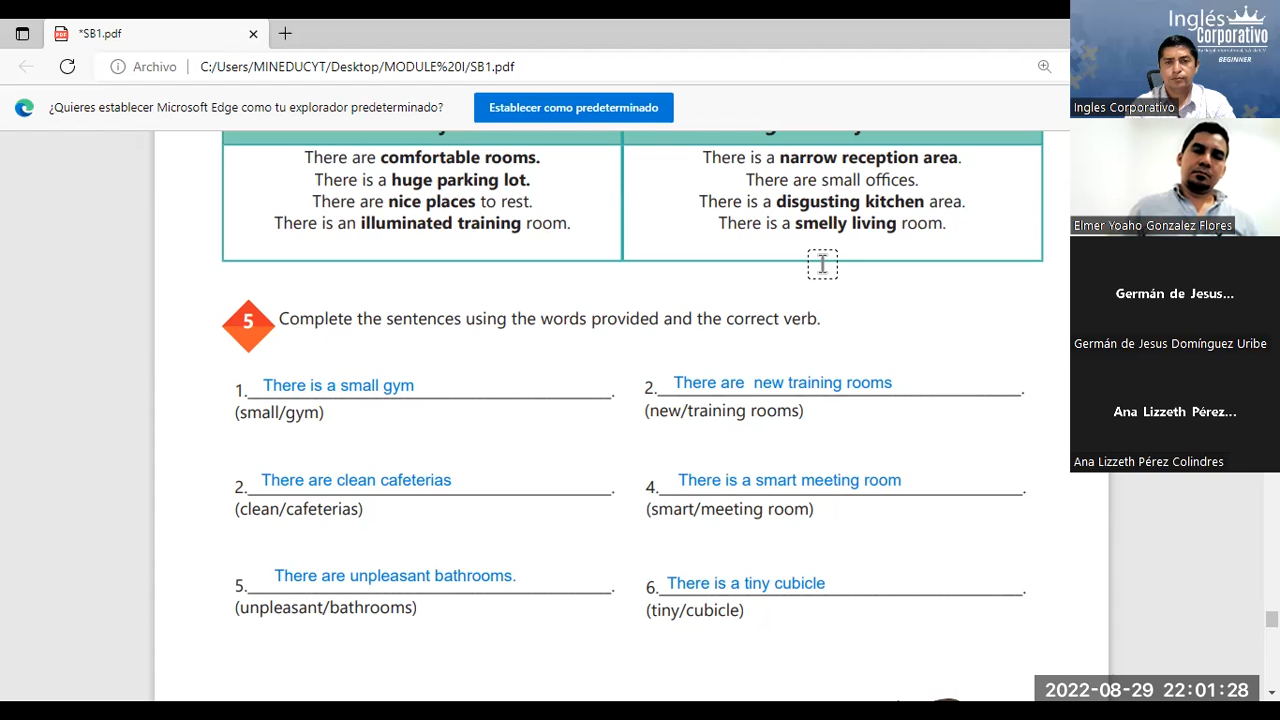 *SB1.pdf
Archivo
C:/Users/MINEDUCYT/Desktop/MODULE%20I/SB1.pdf
¿Quieres establecer Microsoft Edge como tu explorador predeterminado?
Establecer como predeterminado
There are comfortable rooms.
There is a huge parking lot.
There are nice places to rest.
There is an illuminated training room.
There is a narrow reception area.
There are small offices.
There is a disgusting kitchen area.
There is a smelly living room.
5 Complete the sentences using the words provided and the correct verb.
1. There is a small gym.
(small/gym)
2. There are  new training rooms.
(new/training rooms)
2. There are clean cafeterias.
(clean/cafeterias)
4. There is a smart meeting room.
(smart/meeting room)
5. There are unpleasant bathrooms..
(unpleasant/bathrooms)
6. There is a tiny cubicle.
(tiny/cubicle)
Inglés
Corporativo
BEGINNER
Ingles Corporativo
Elmer Yoaho Gonzalez Flores
Germán de Jesus...
Germán de Jesus Domínguez Uribe
Ana Lizzeth Pérez...
Ana Lizzeth Pérez Colindres
2022-08-29 22:01:28